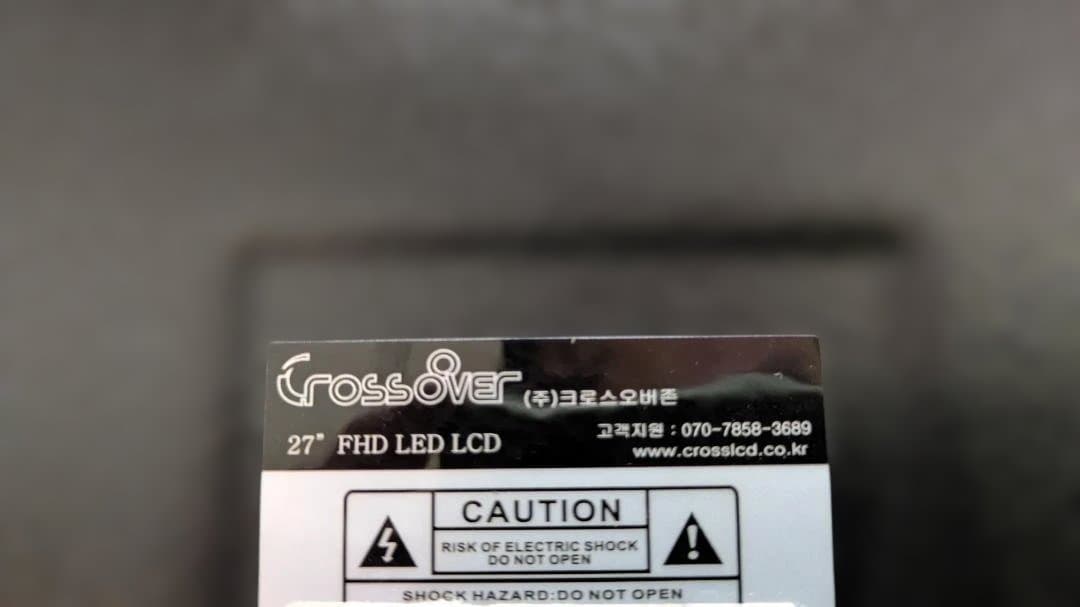 CrossOver (주)크로스오버존
27" FHD LED LCD
고객지원 : 070-7858-3689
www.crosslcd.co.kr
CAUTION
RISK OF ELECTRIC SHOCK
DO NOT OPEN
SHOCK HAZARD:DO NOT OPEN